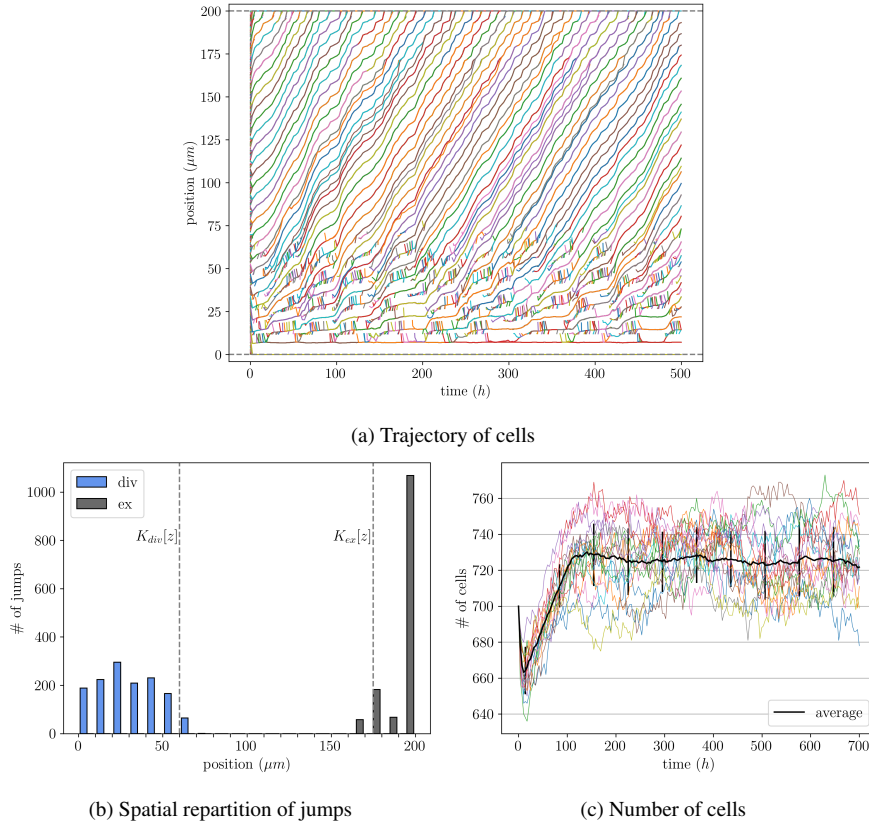 200
175
150
125
100
75
50
25
0
position (μm)
0 100 200 300 400 500
time (h)
(a) Trajectory of cells
1000
800
600
400
200
0
# of jumps
div
ex
K_div[z]
K_ex[z]
0 50 100 150 200
position (μm)
(b) Spatial repartition of jumps
760
740
720
700
680
660
640
# of cells
average
0 100 200 300 400 500 600 700
time (h)
(c) Number of cells